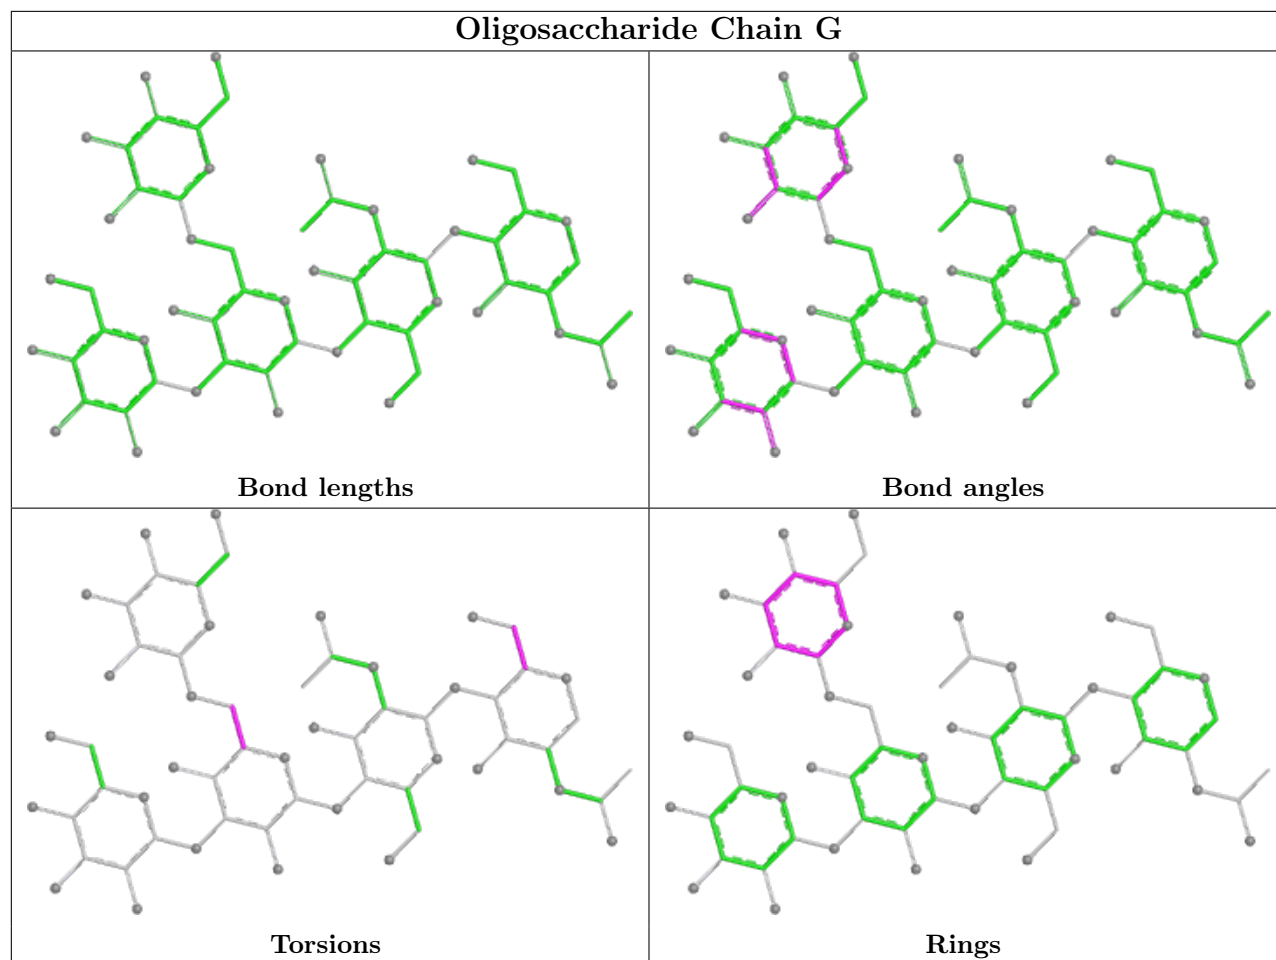 Oligosaccharide Chain G
Bond lengths
Bond angles
Torsions
Rings